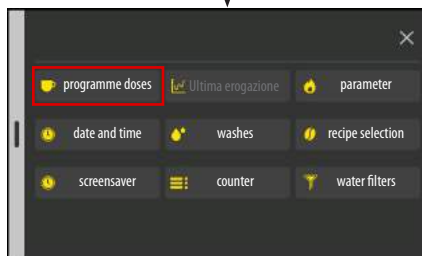 programme doses
Ultima erogazione
parameter
date and time
washes
recipe selection
screensaver
counter
water filters